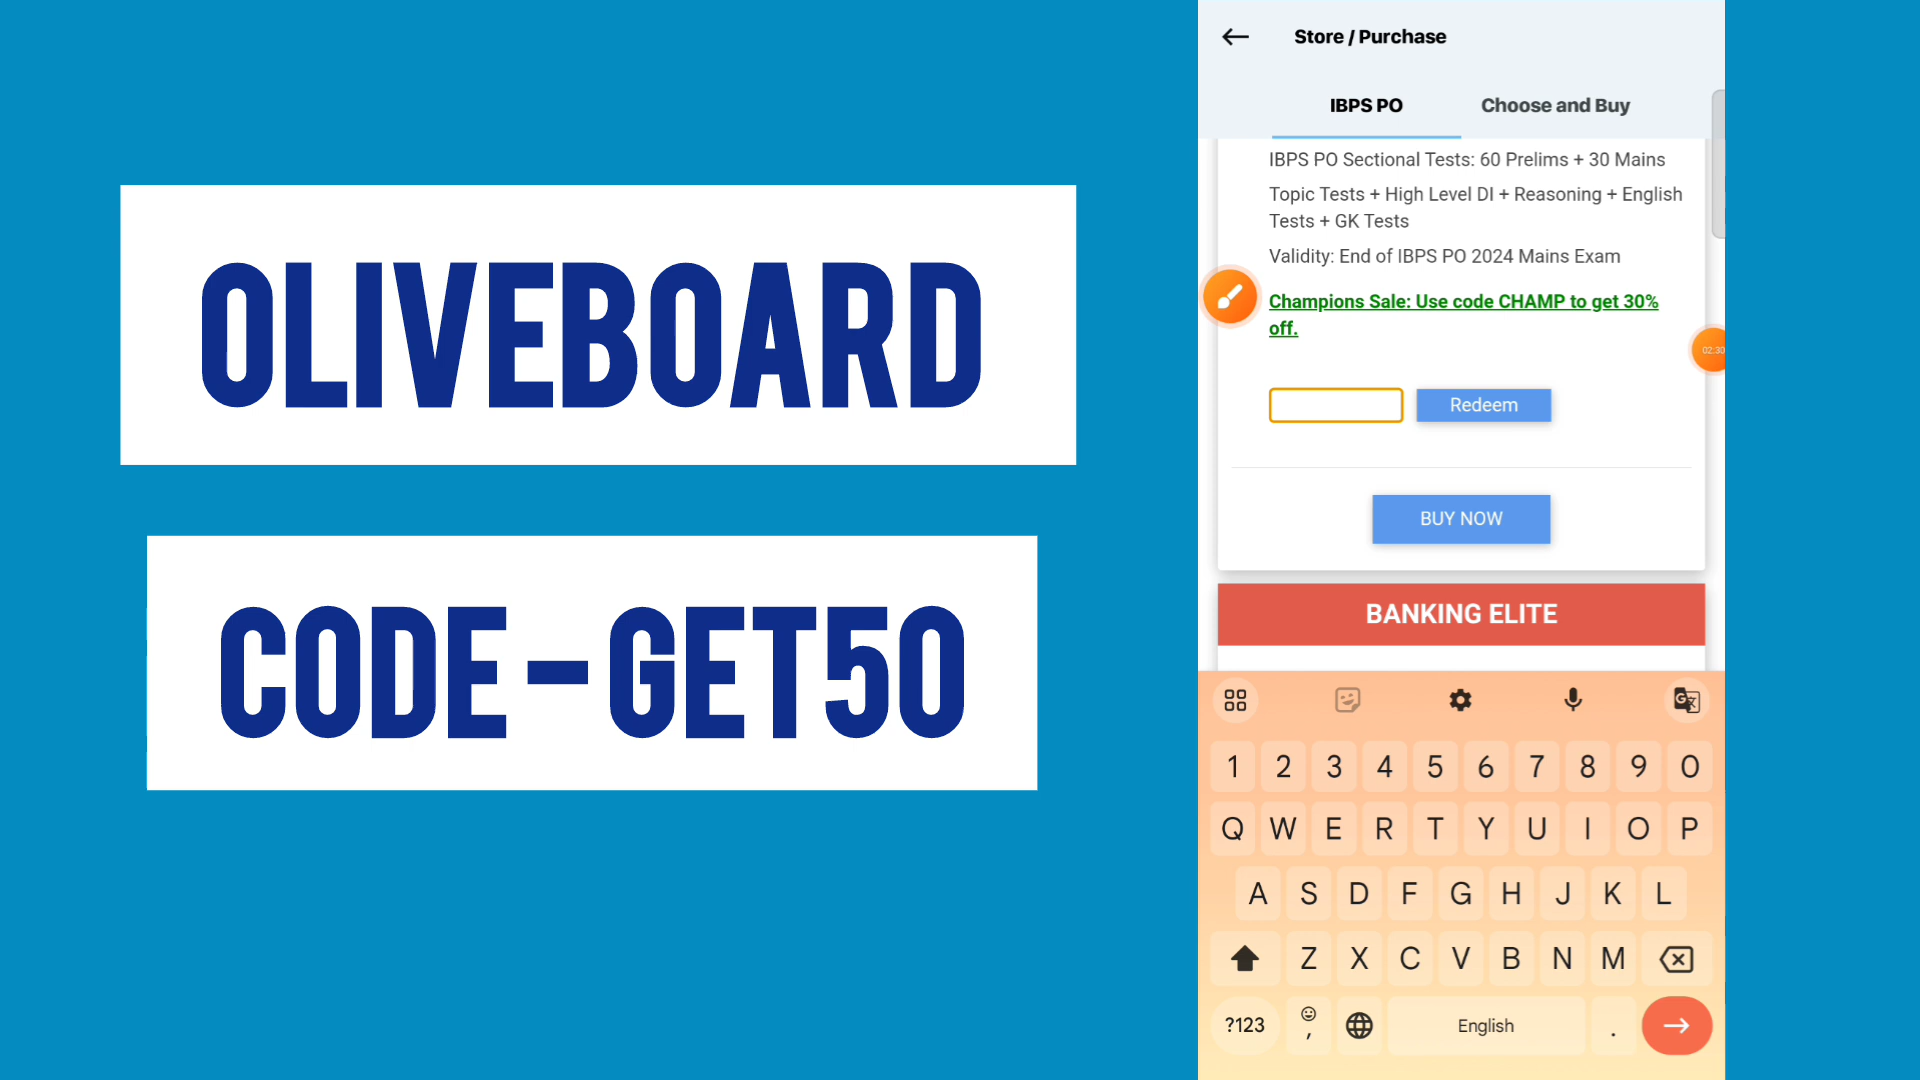 OLIVEBOARD
CODE-GET50
Store / Purchase
IBPS PO
Choose and Buy
IBPS PO Sectional Tests: 60 Prelims + 30 Mains
Topic Tests + High Level DI + Reasoning + English
Tests + GK Tests
Validity: End of IBPS PO 2024 Mains Exam
Champions Sale: Use code CHAMP to get 30%
off.
02:30
Redeem
BUY NOW
BANKING ELITE
1 2 3 4 5 6 7 8 9 0
Q W E R T Y U I O P
A S D F G H J K L
Z X C V B N M
?123 , English .